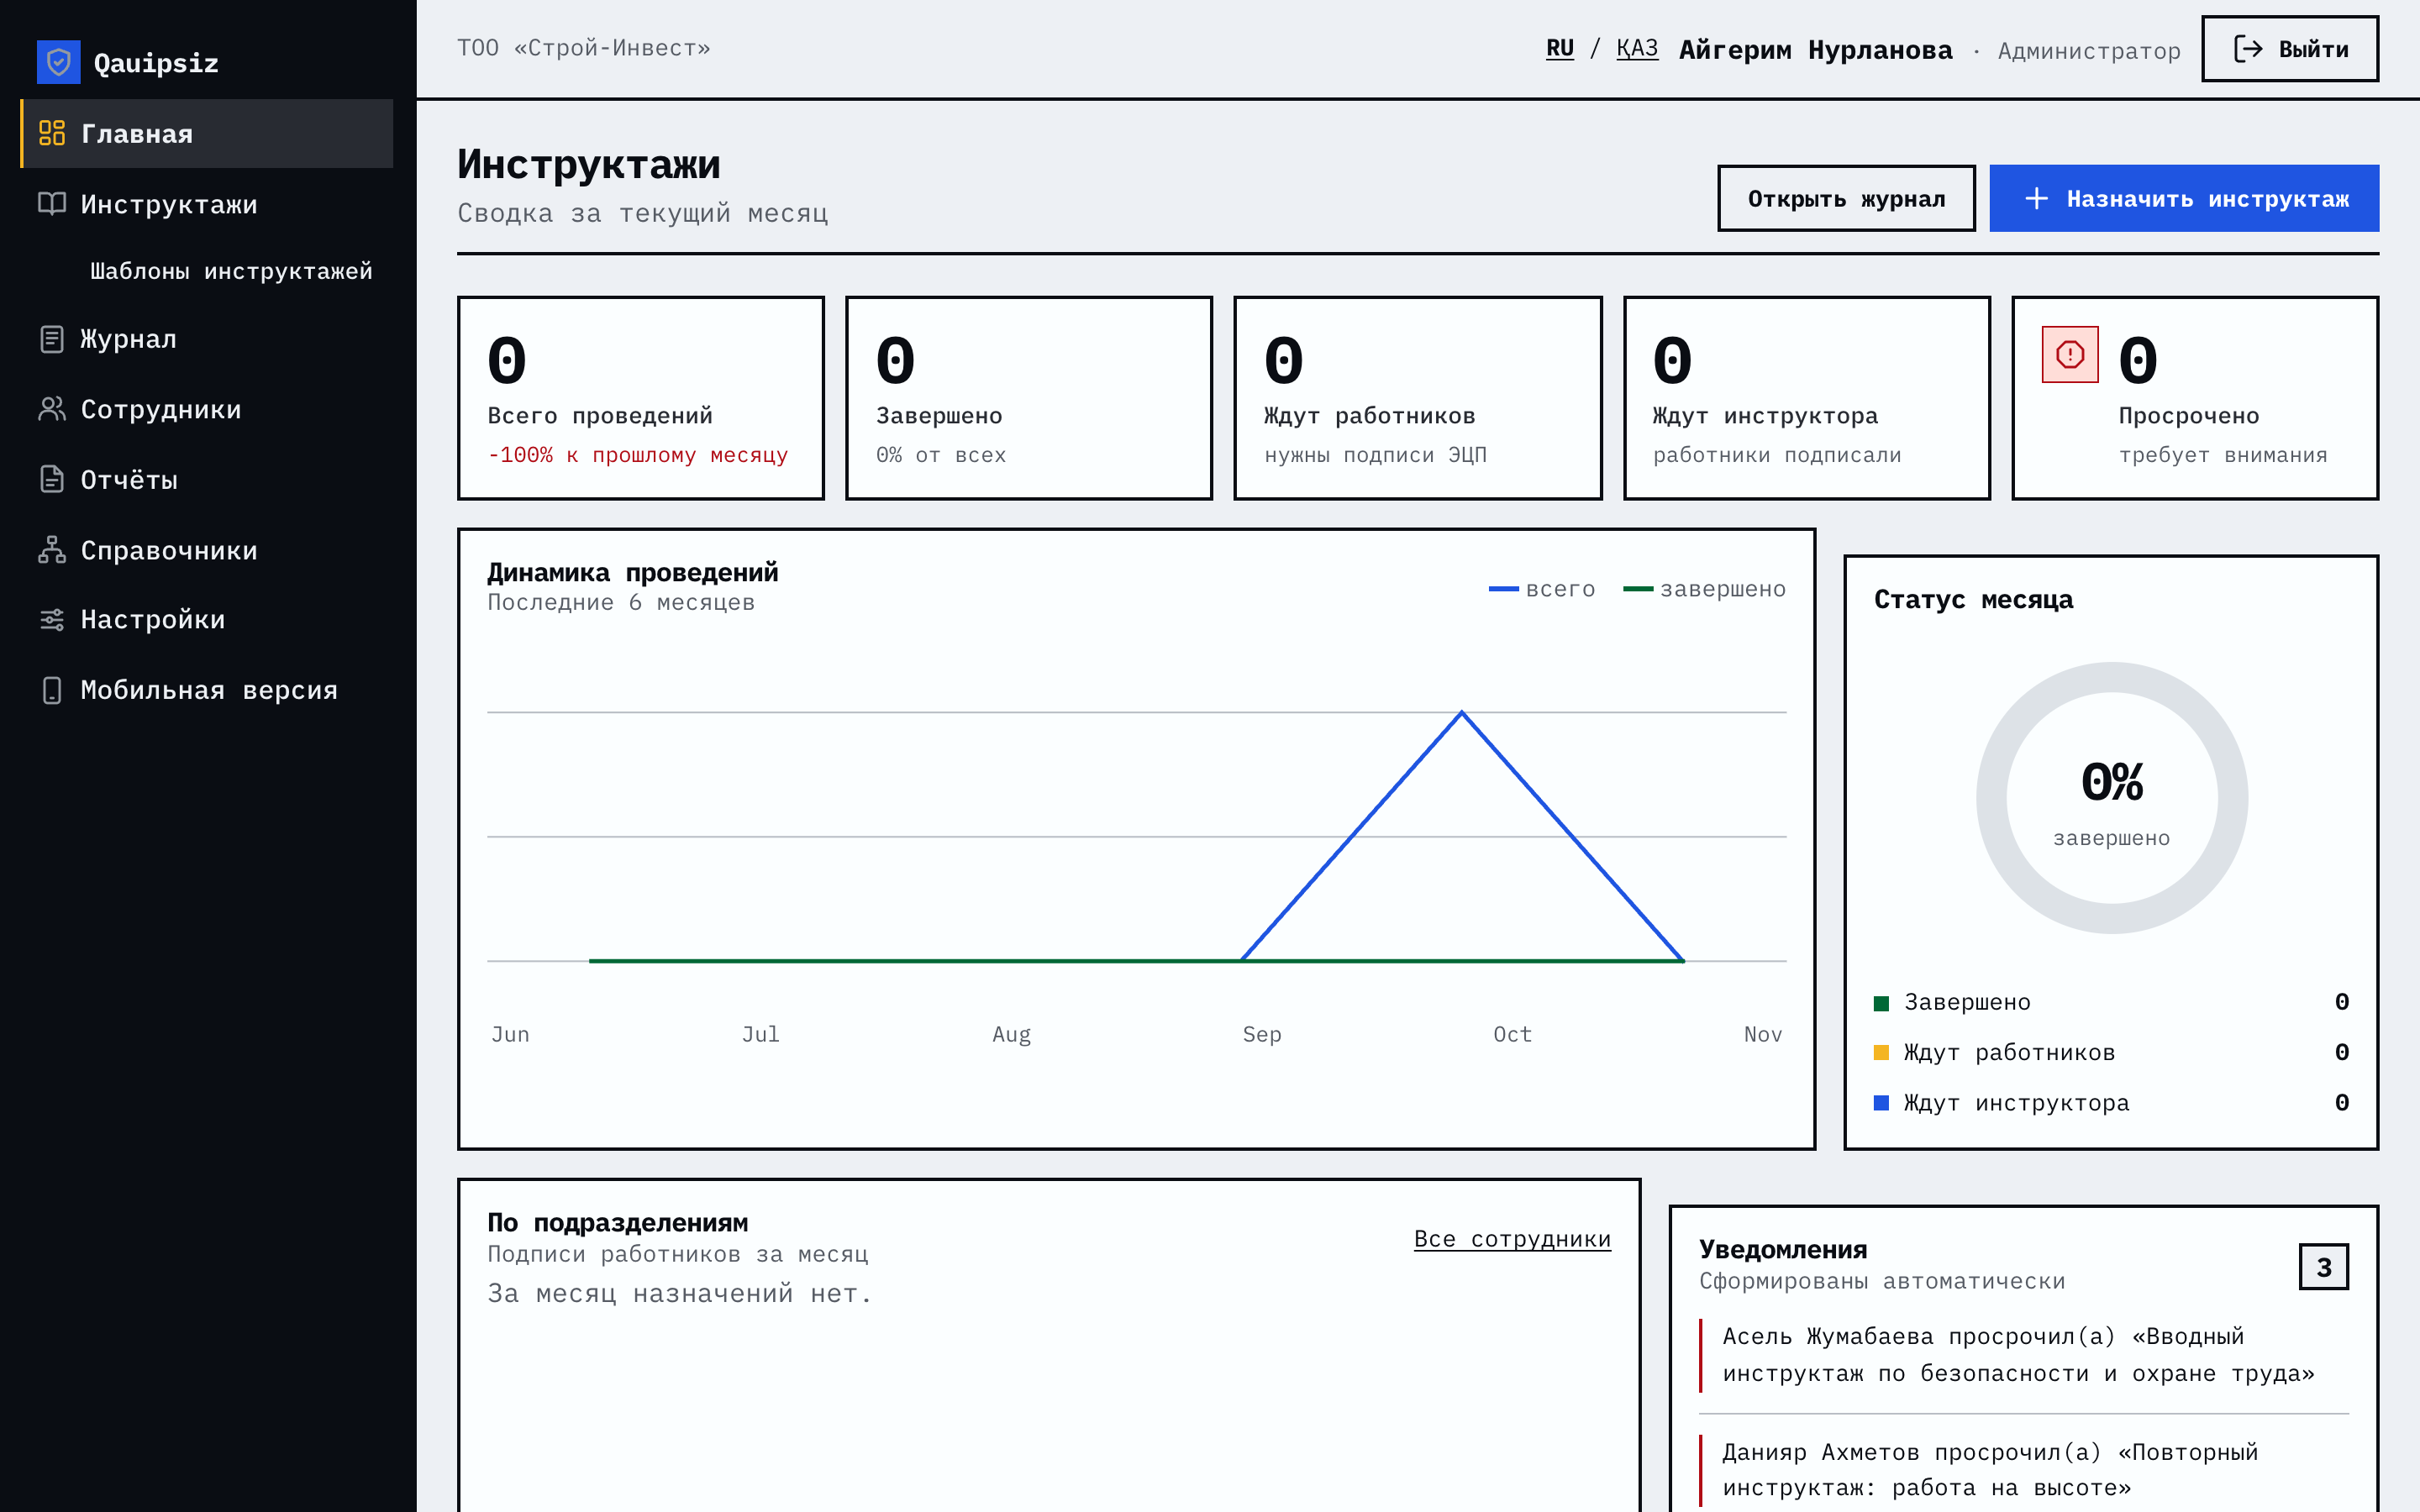 Qauipsiz
Главная
Инструктажи
Шаблоны инструктажей
Журнал
Сотрудники
Отчёты
Справочники
Настройки
Мобильная версия
ТОО «Строй-Инвест»
RU / ҚАЗ Айгерим Нурланова · Администратор Выйти
Инструктажи
Сводка за текущий месяц
Открыть журнал
Назначить инструктаж
0
Всего проведений
-100% к прошлому месяцу
0
Завершено
0% от всех
0
Ждут работников
нужны подписи ЭЦП
0
Ждут инструктора
работники подписали
0
Просрочено
требует внимания
Динамика проведений
Последние 6 месяцев
всего завершено
Jun Jul Aug Sep Oct Nov
Статус месяца
0%
завершено
Завершено 0
Ждут работников 0
Ждут инструктора 0
По подразделениям
Подписи работников за месяц
Все сотрудники
За месяц назначений нет.
Уведомления
Сформированы автоматически
3
Асель Жумабаева просрочил(а) «Вводный
инструктаж по безопасности и охране труда»
Данияр Ахметов просрочил(а) «Повторный
инструктаж: работа на высоте»